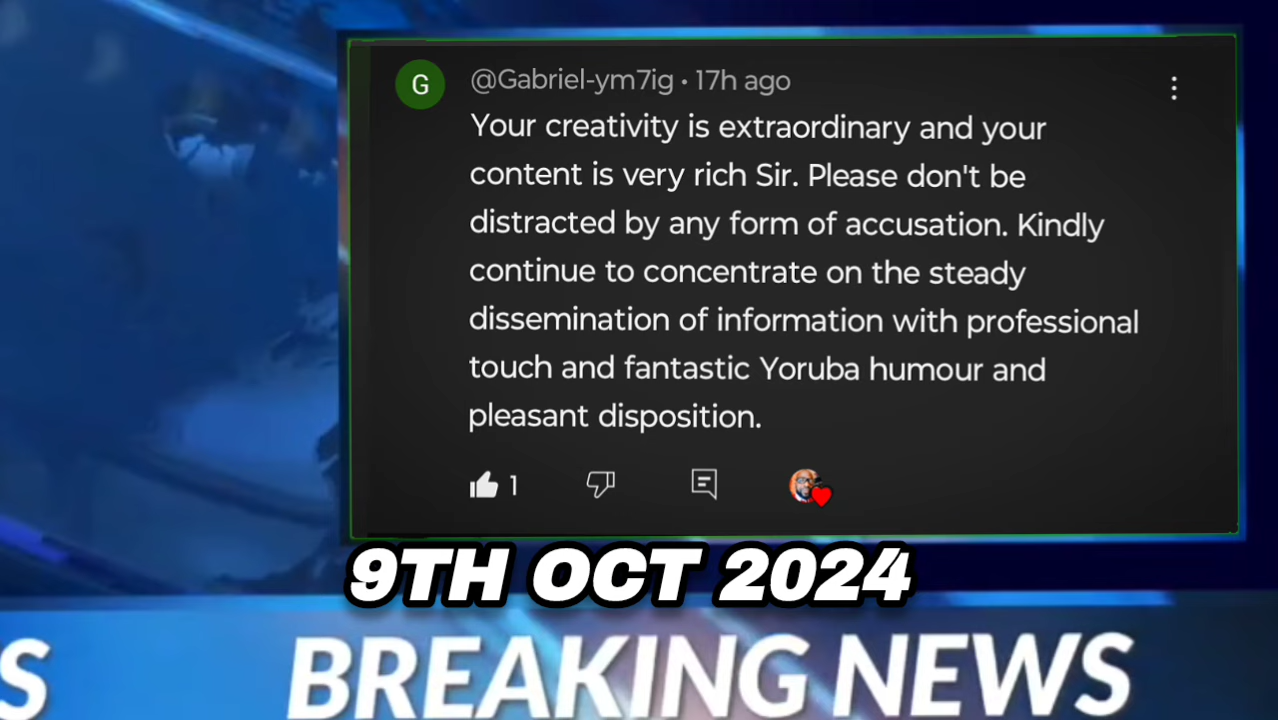 G
@Gabriel-ym7ig • 17h ago
Your creativity is extraordinary and your
content is very rich Sir. Please don't be
distracted by any form of accusation. Kindly
continue to concentrate on the steady
dissemination of information with professional
touch and fantastic Yoruba humour and
pleasant disposition.
1
9TH OCT 2024
S BREAKING NEWS